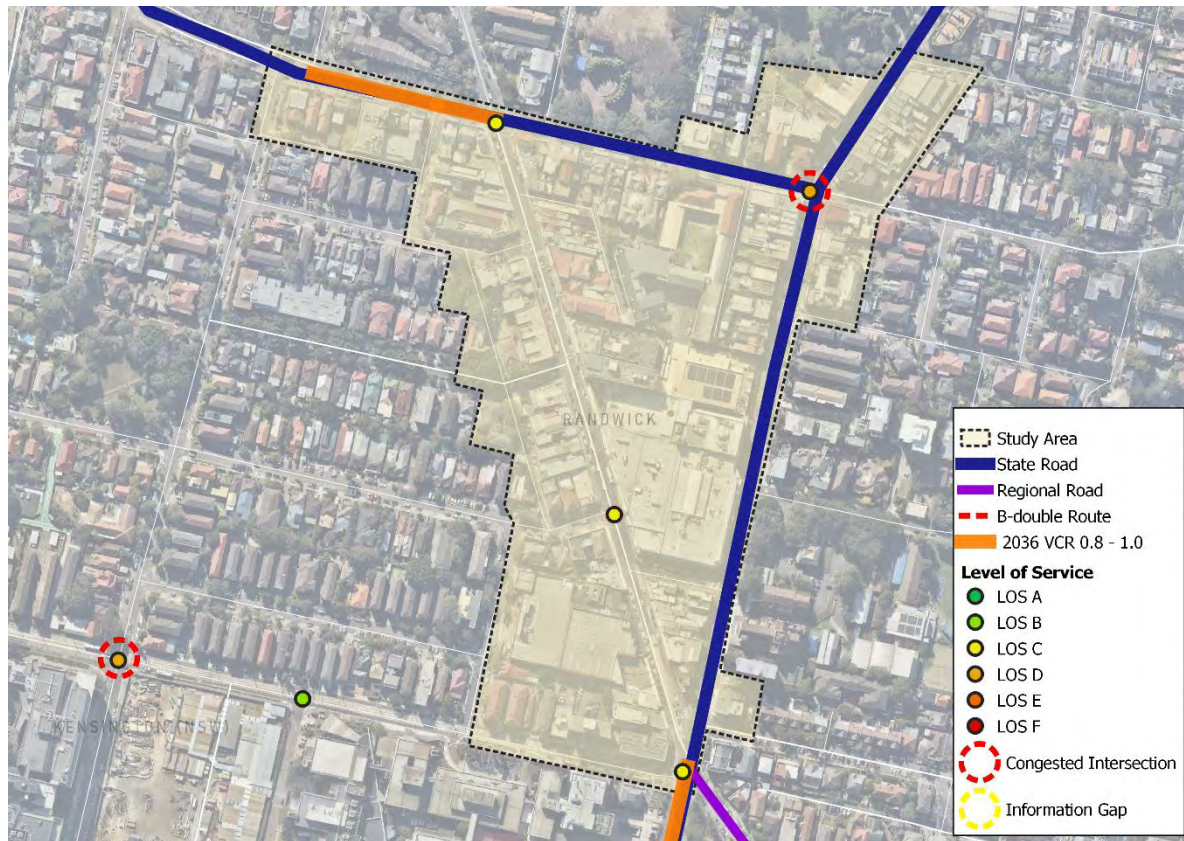 RANDWICK
KENSINGTON (NSW)
Study Area
State Road
Regional Road
B-double Route
2036 VCR 0.8 - 1.0
Level of Service
LOS A
LOS B
LOS C
LOS D
LOS E
LOS F
Congested Intersection
Information Gap